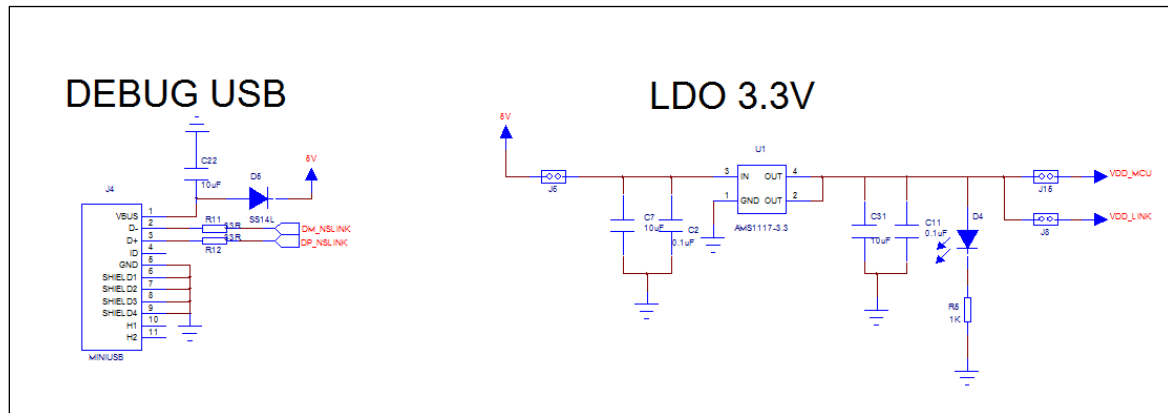 DEBUG USB
C22
10uF
D5
SS14L
5V
J4
MINIUSB
VBUS 1
D- 2
D+ 3
ID 4
GND 5
SHIELD1 6
SHIELD2 7
SHIELD3 8
SHIELD4 9
H1 10
H2 11
R11 33R
33R
R12
DM_NSLINK
DP_NSLINK
LDO 3.3V
5V
J6
C7
10uF
C2
0.1uF
U1
3 IN OUT 4
1 GND OUT 2
AMS1117-3.3
C31
10uF
C11
0.1uF
D4
R5
1K
J15
VDD_MCU
J8
VDD_LINK